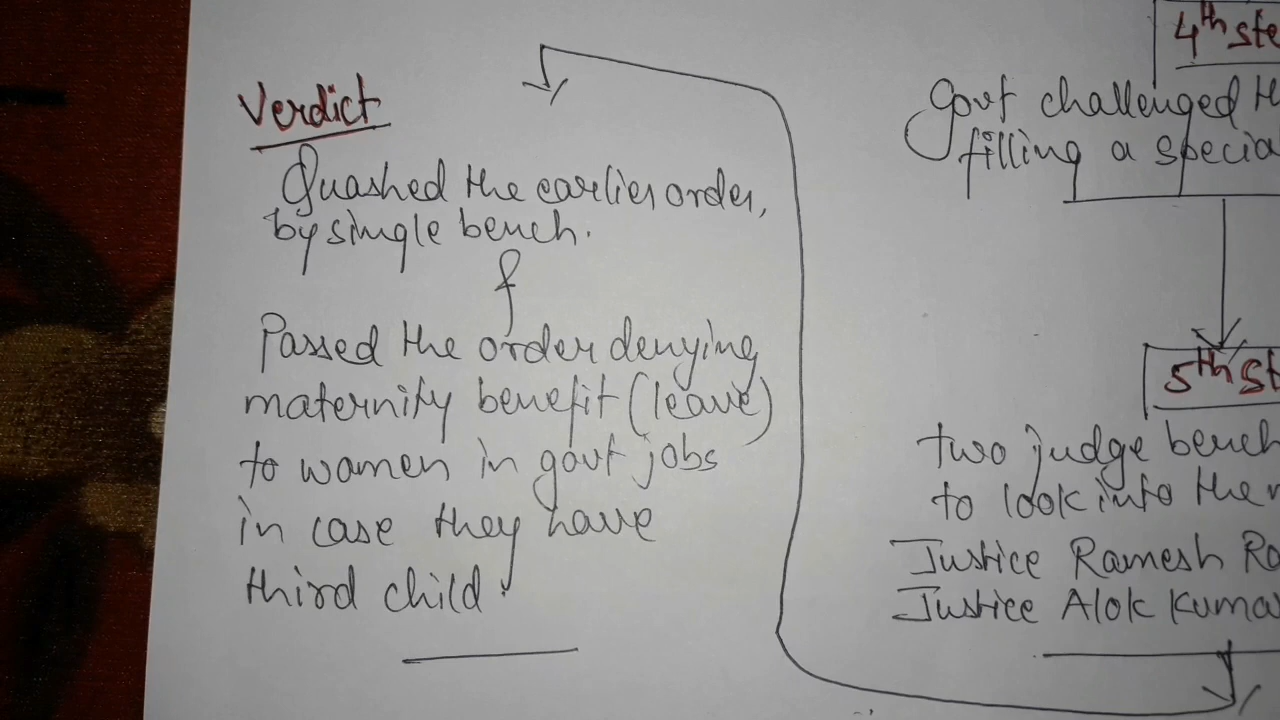 Verdict
Quashed the earlier order,
by single bench.
&
Passed the order denying
maternity benefit (leave)
to women in govt jobs
in case they have
third child.
4th ste
Govt challenged th
filling a specia
5th St
two judge bench
to look into the
Justice Ramesh Ra
Justice Alok Kuma